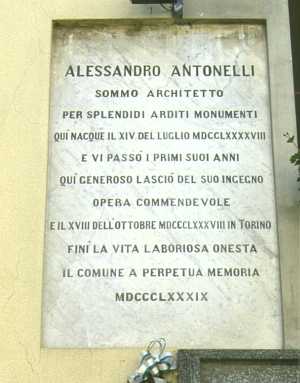 ALESSANDRO ANTONELLI
SOMMO ARCHITETTO
PER SPLENDIDI ARDITI MONUMENTI
QUI NACQUE IL XIV DEL LUGLIO MDCCLXXXXVIII
E VI PASSÒ I PRIMI SUOI ANNI
QUI GENEROSO LASCIÒ DEL SUO INGEGNO
OPERA COMMENDEVOLE
E IL XVIII DELL'OTTOBRE MDCCCLXXXVIII IN TORINO
FINÌ LA VITA LABORIOSA ONESTA
IL COMUNE A PERPETUA MEMORIA
MDCCCLXXXIX